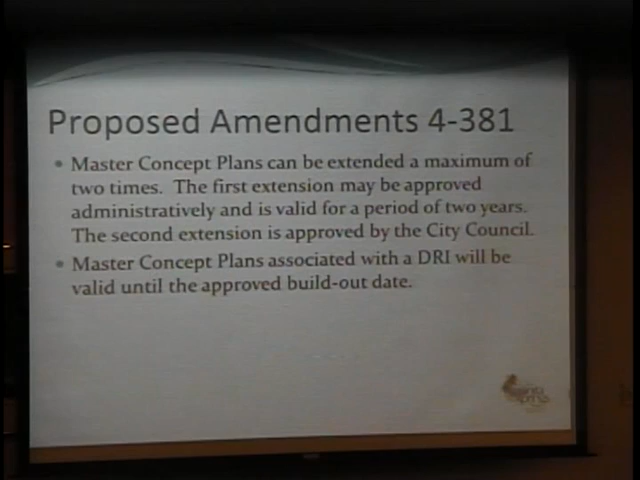 Proposed Amendments 4-381
• Master Concept Plans can be extended a maximum of
two times. The first extension may be approved
administratively and is valid for a period of two years.
The second extension is approved by the City Council.
• Master Concept Plans associated with a DRI will be
valid until the approved build-out date.